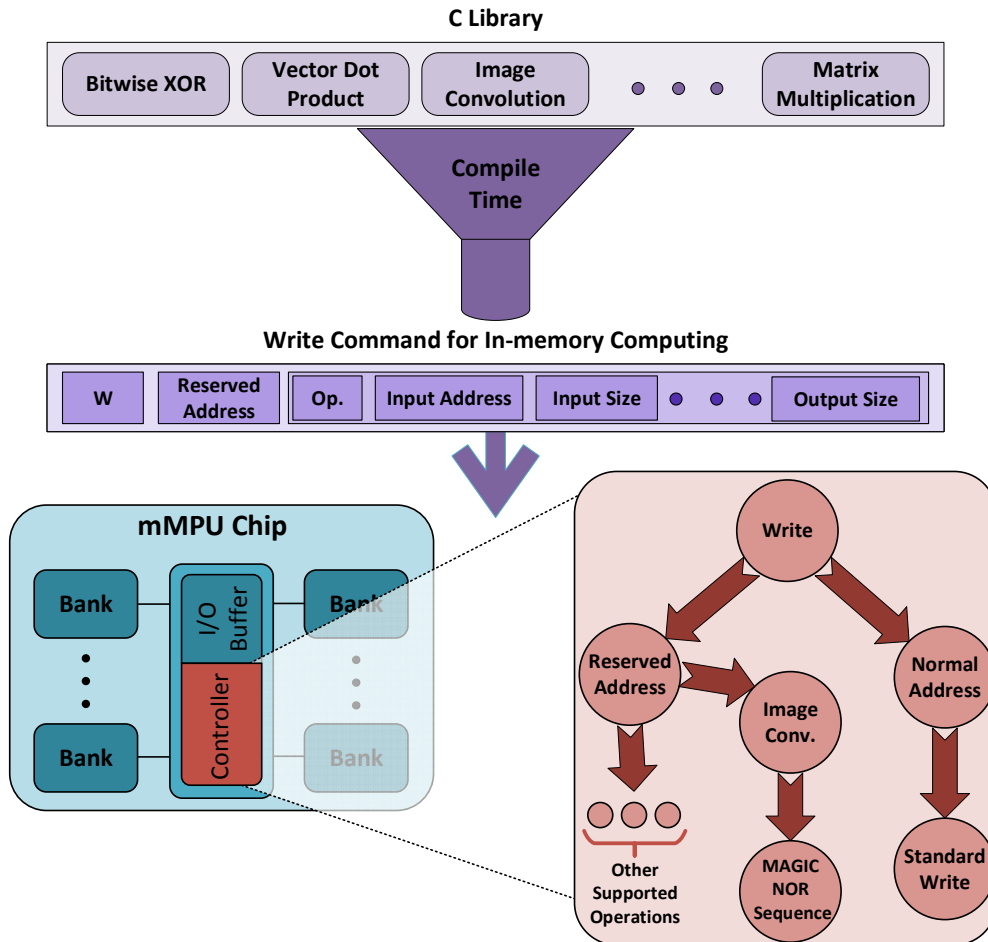 C Library
Bitwise XOR
Vector Dot
Product
Image
Convolution
Matrix
Multiplication
Compile
Time
Write Command for In-memory Computing
W
Reserved
Address
Op.
Input Address
Input Size
Output Size
mMPU Chip
Bank
I/O
Buffer
Bank
Bank
Controller
Bank
Write
Reserved
Address
Normal
Address
Image
Conv.
Other
Supported
Operations
MAGIC
NOR
Sequence
Standard
Write